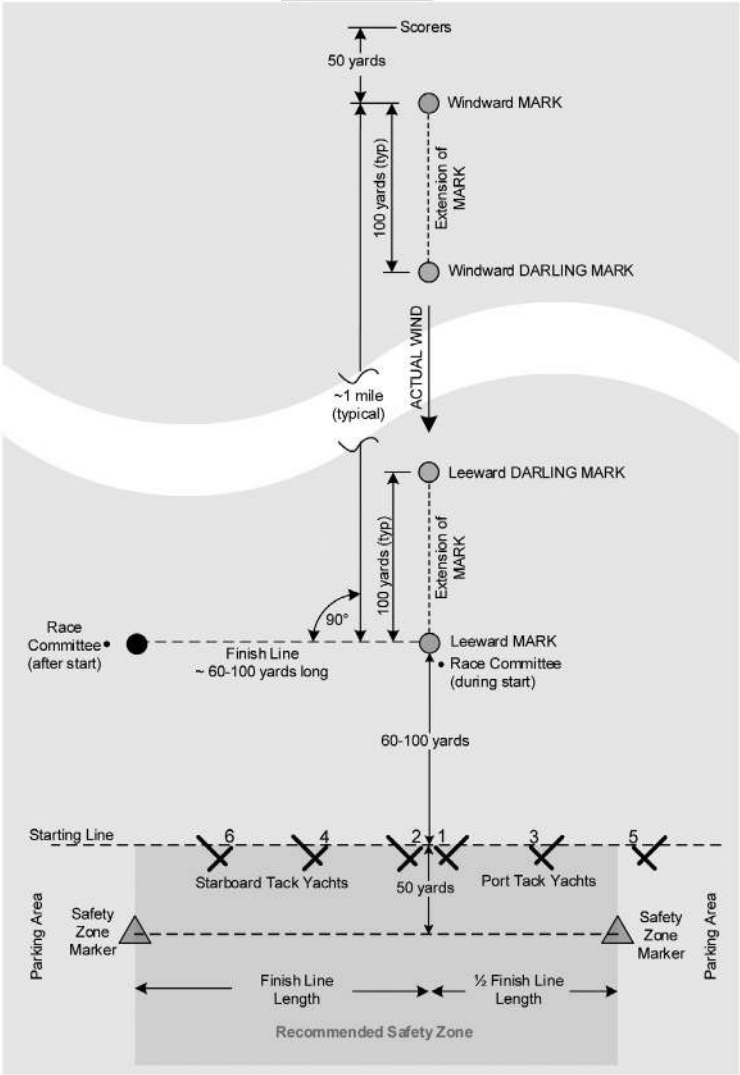 Scorers
50 yards
Windward MARK
100 yards (typ)
Extension of
MARK
Windward DARLING MARK
ACTUAL WIND
~1 mile
(typical)
Leeward DARLING MARK
100 yards (typ)
Extension of
MARK
90°
Race
Committee
(after start)
Finish Line
~ 60-100 yards long
Leeward MARK
Race Committee
(during start)
60-100 yards
Starting Line
6
4
2
1
3
5
Starboard Tack Yachts
50 yards
Port Tack Yachts
Parking Area
Safety
Zone
Marker
Safety
Zone
Marker
Parking Area
Finish Line
Length
½ Finish Line
Length
Recommended Safety Zone